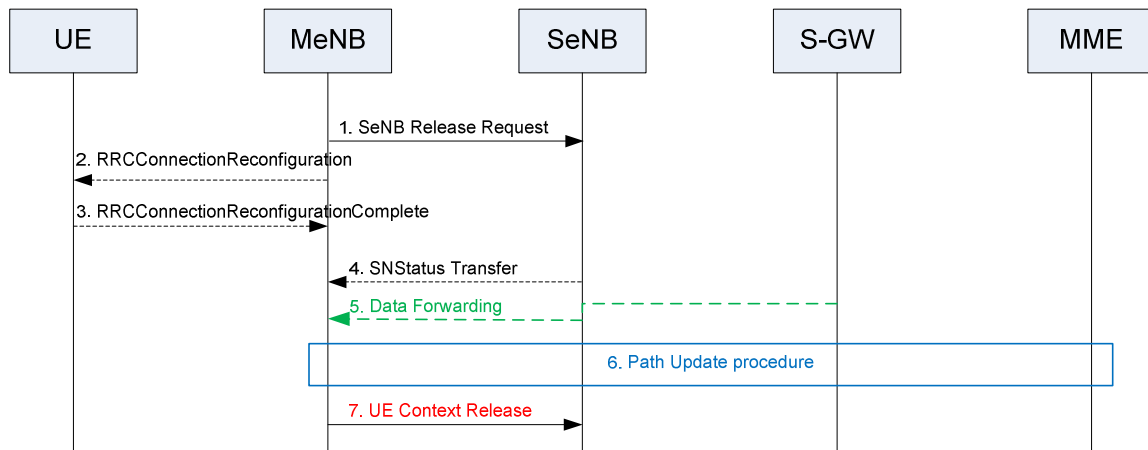 UE MeNB SeNB S-GW MME
1. SeNB Release Request
2. RRCConnectionReconfiguration
3. RRCConnectionReconfigurationComplete
4. SNStatus Transfer
5. Data Forwarding
6. Path Update procedure
7. UE Context Release